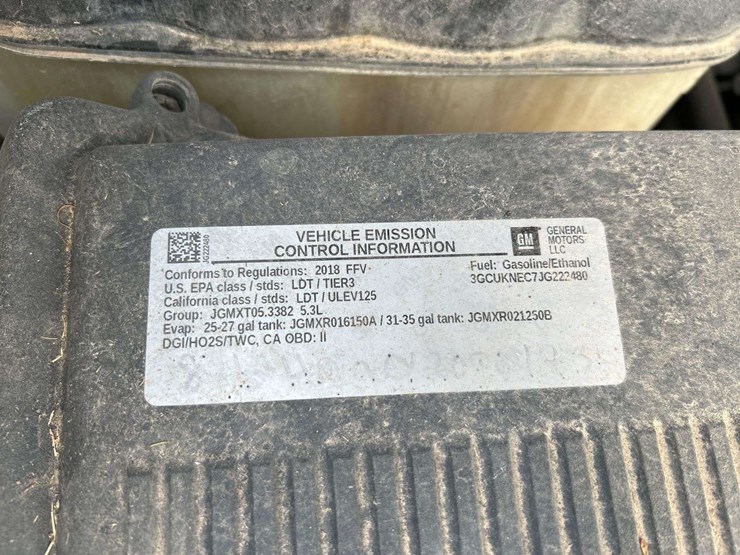 JG222480
VEHICLE EMISSION
CONTROL INFORMATION
GM
GENERAL
MOTORS
LLC
Conforms to Regulations: 2018 FFV
Fuel: Gasoline/Ethanol
U.S. EPA class / stds: LDT / TIER3
3GCUKNEC7JG222480
California class / stds: LDT / ULEV125
Group: JGMXT05.3382 5.3L
Evap: 25-27 gal tank: JGMXR016150A / 31-35 gal tank: JGMXR021250B
DGI/HO2S/TWC, CA OBD: II